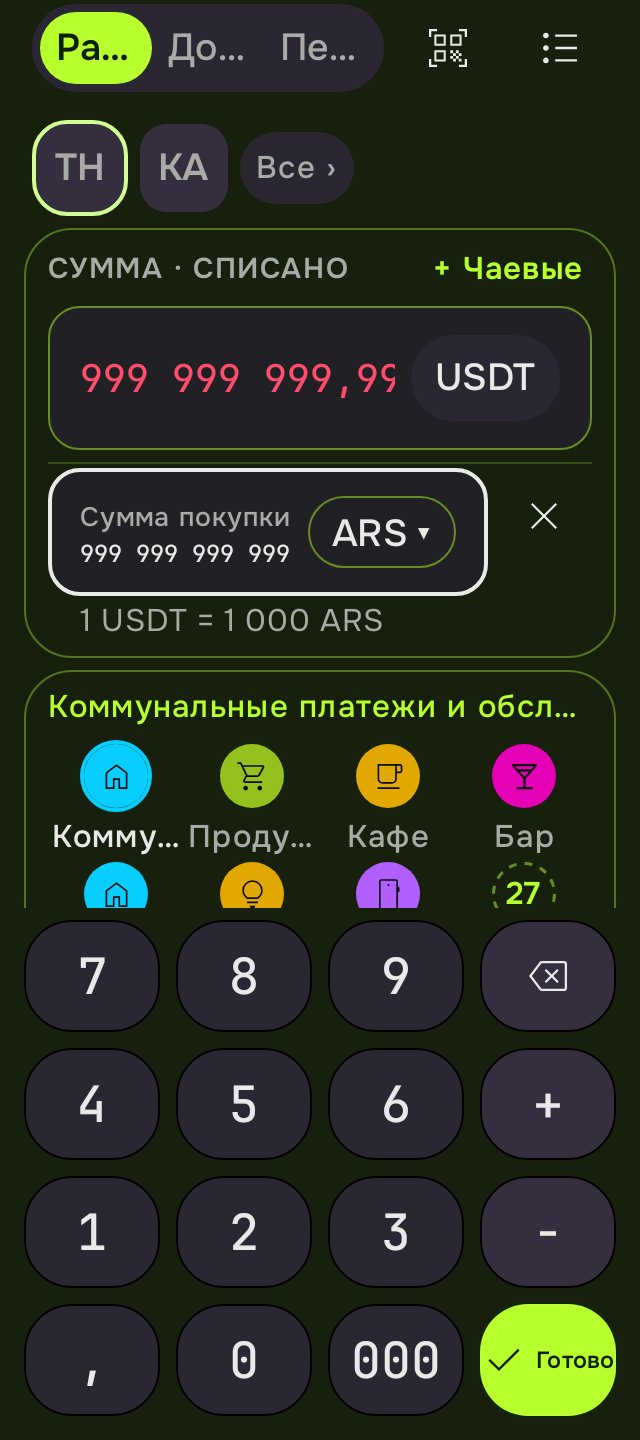 Ра... До... Пе...
TH KA Все ›
СУММА · СПИСАНО + Чаевые
999 999 999,99 USDT
Сумма покупки
999 999 999 999 ARS ▾
1 USDT = 1 000 ARS
Коммунальные платежи и обсл...
Комму... Проду... Кафе Бар
27
7 8 9
4 5 6 +
1 2 3 -
, 0 000 Готово